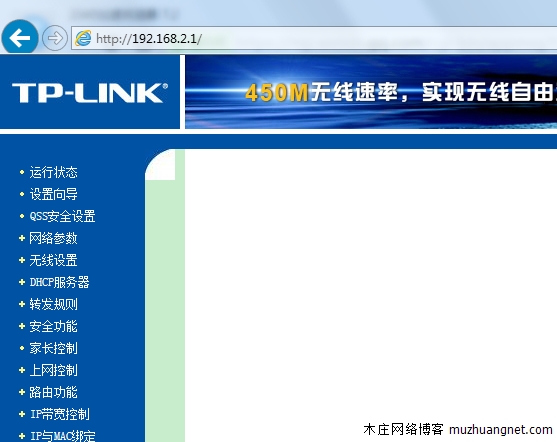 http://192.168.2.1/
TP-LINK®
450M无线速率，实现无线自由
运行状态
设置向导
QSS安全设置
网络参数
无线设置
DHCP服务器
转发规则
安全功能
家长控制
上网控制
路由功能
IP带宽控制
IP与MAC绑定
木庄网络博客 muzhuangnet.com